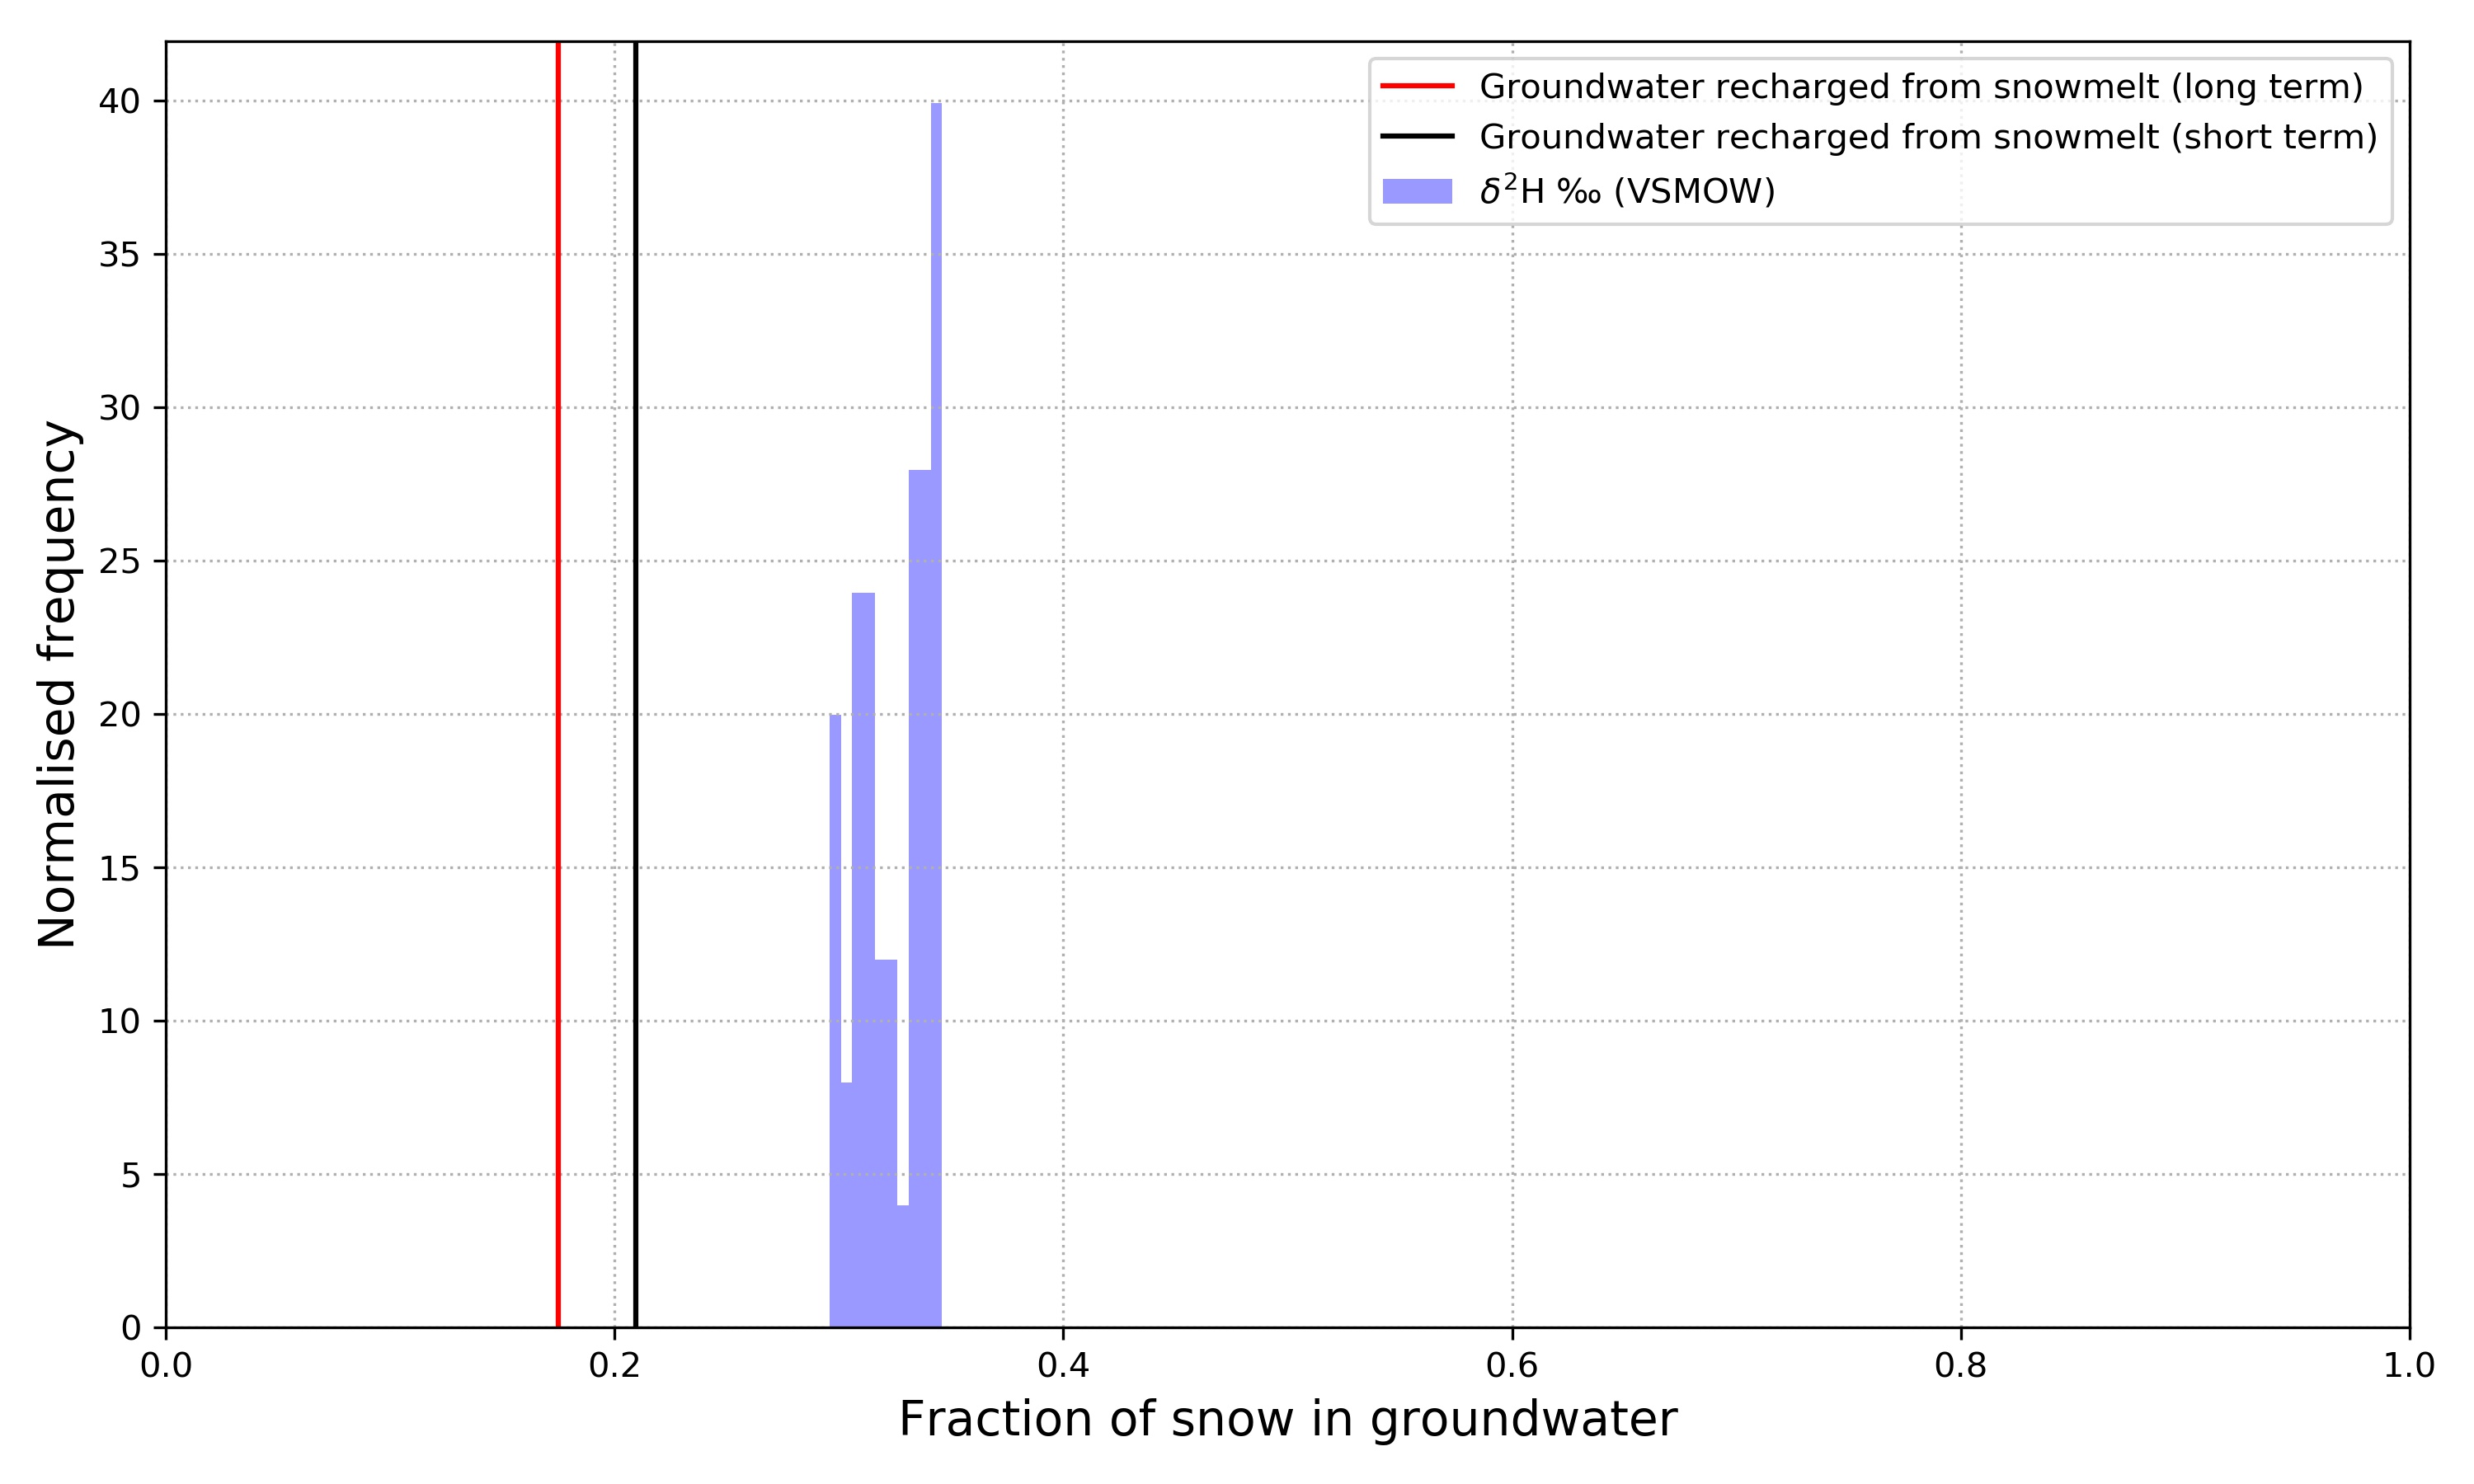 Groundwater recharged from snowmelt (long term)
Groundwater recharged from snowmelt (short term)
δ²H ‰ (VSMOW)
Normalised frequency
40
35
30
25
20
15
10
5
0
0.0 0.2 0.4 0.6 0.8 1.0
Fraction of snow in groundwater